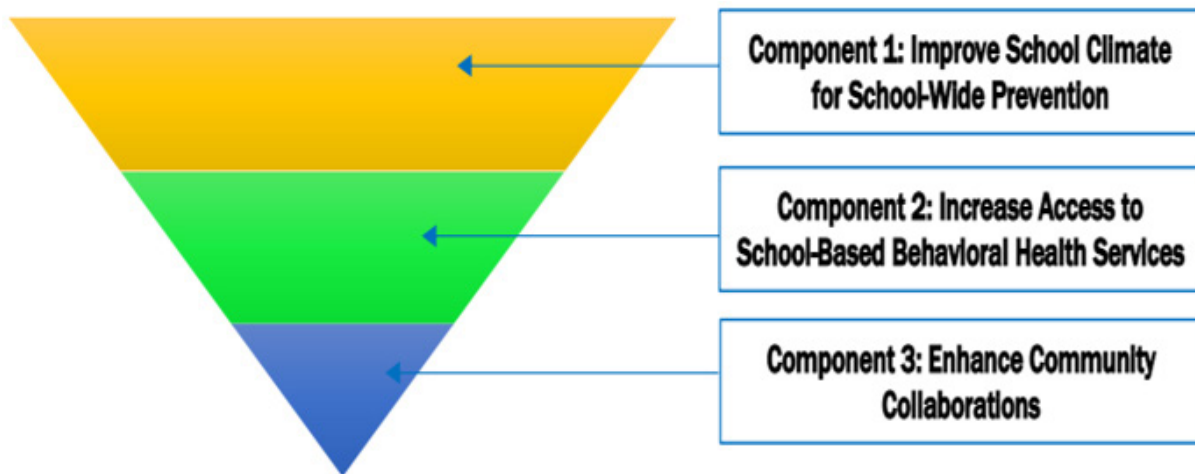 Component 1: Improve School Climate
for School-Wide Prevention
Component 2: Increase Access to
School-Based Behavioral Health Services
Component 3: Enhance Community
Collaborations